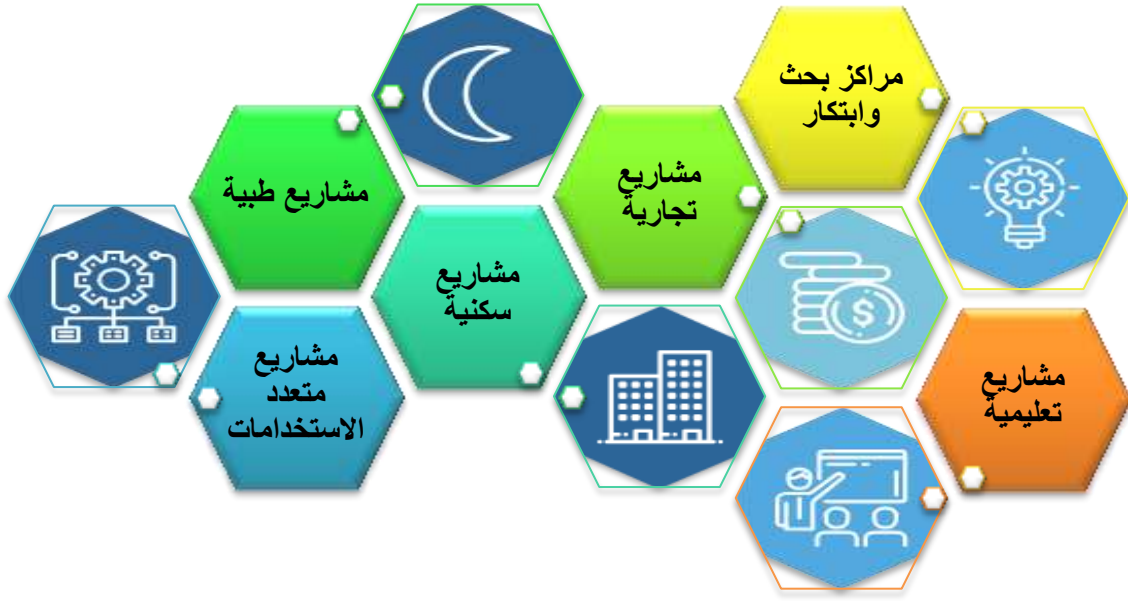 مراكز بحث
وابتكار
مشاريع
تجارية
مشاريع طبية
مشاريع
سكنية
مشاريع
تعليمية
مشاريع
متعدد
الاستخدامات